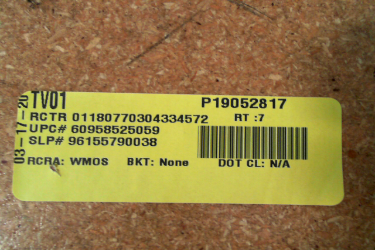 03-17-20
TV01 P19052817
RCTR 01180770304334572 RT :7
UPC# 60958525059
SLP# 96155790038
RCRA: WMOS BKT: None DOT CL: N/A